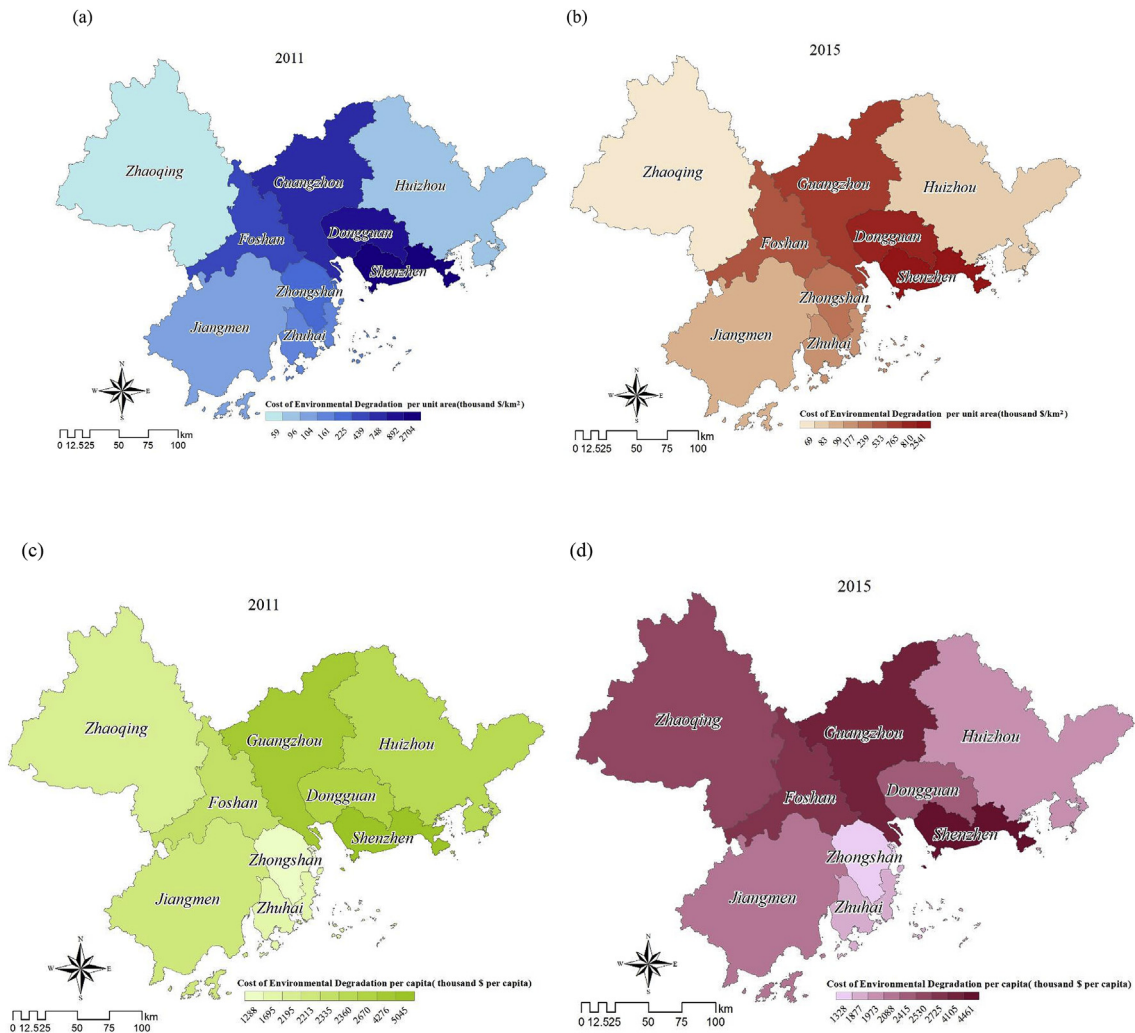 (a)
2011
Zhaoqing
Guangzhou
Huizhou
Foshan
Dongguan
Shenzhen
Zhongshan
Jiangmen
Zhuhai
N
W E
S
Cost of Environmental Degradation per unit area(thousand $/km²)
59 96 104 161 225 439 748 892 2704
0 12.525 50 75 100
km
(b)
2015
Zhaoqing
Guangzhou
Huizhou
Foshan
Dongguan
Shenzhen
Zhongshan
Jiangmen
Zhuhai
N
W E
S
Cost of Environmental Degradation per unit area(thousand $/km²)
69 83 99 177 239 533 765 810 2541
0 12.525 50 75 100
km
(c)
2011
Zhaoqing
Guangzhou
Huizhou
Foshan
Dongguan
Shenzhen
Zhongshan
Jiangmen
Zhuhai
N
W E
S
Cost of Environmental Degradation per capita( thousand $ per capita)
1288 1695 2195 2213 2335 2360 2670 4276 5045
0 12.525 50 75 100
km
(d)
2015
Zhaoqing
Guangzhou
Huizhou
Foshan
Dongguan
Shenzhen
Zhongshan
Jiangmen
Zhuhai
N
W E
S
Cost of Environmental Degradation per capita( thousand $ per capita)
1328 1877 1973 2088 2415 2530 2725 4105 4461
0 12.525 50 75 100
km